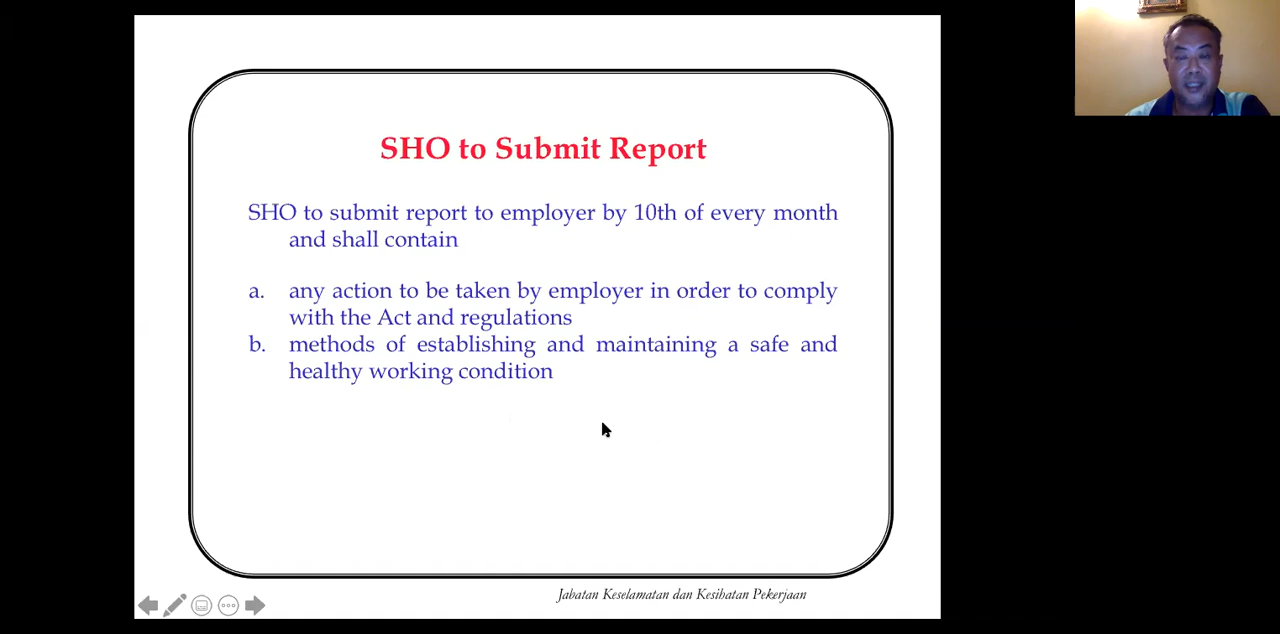 SHO to Submit Report
SHO to submit report to employer by 10th of every month
and shall contain
a. any action to be taken by employer in order to comply
with the Act and regulations
b. methods of establishing and maintaining a safe and
healthy working condition
Jabatan Keselamatan dan Kesihatan Pekerjaan